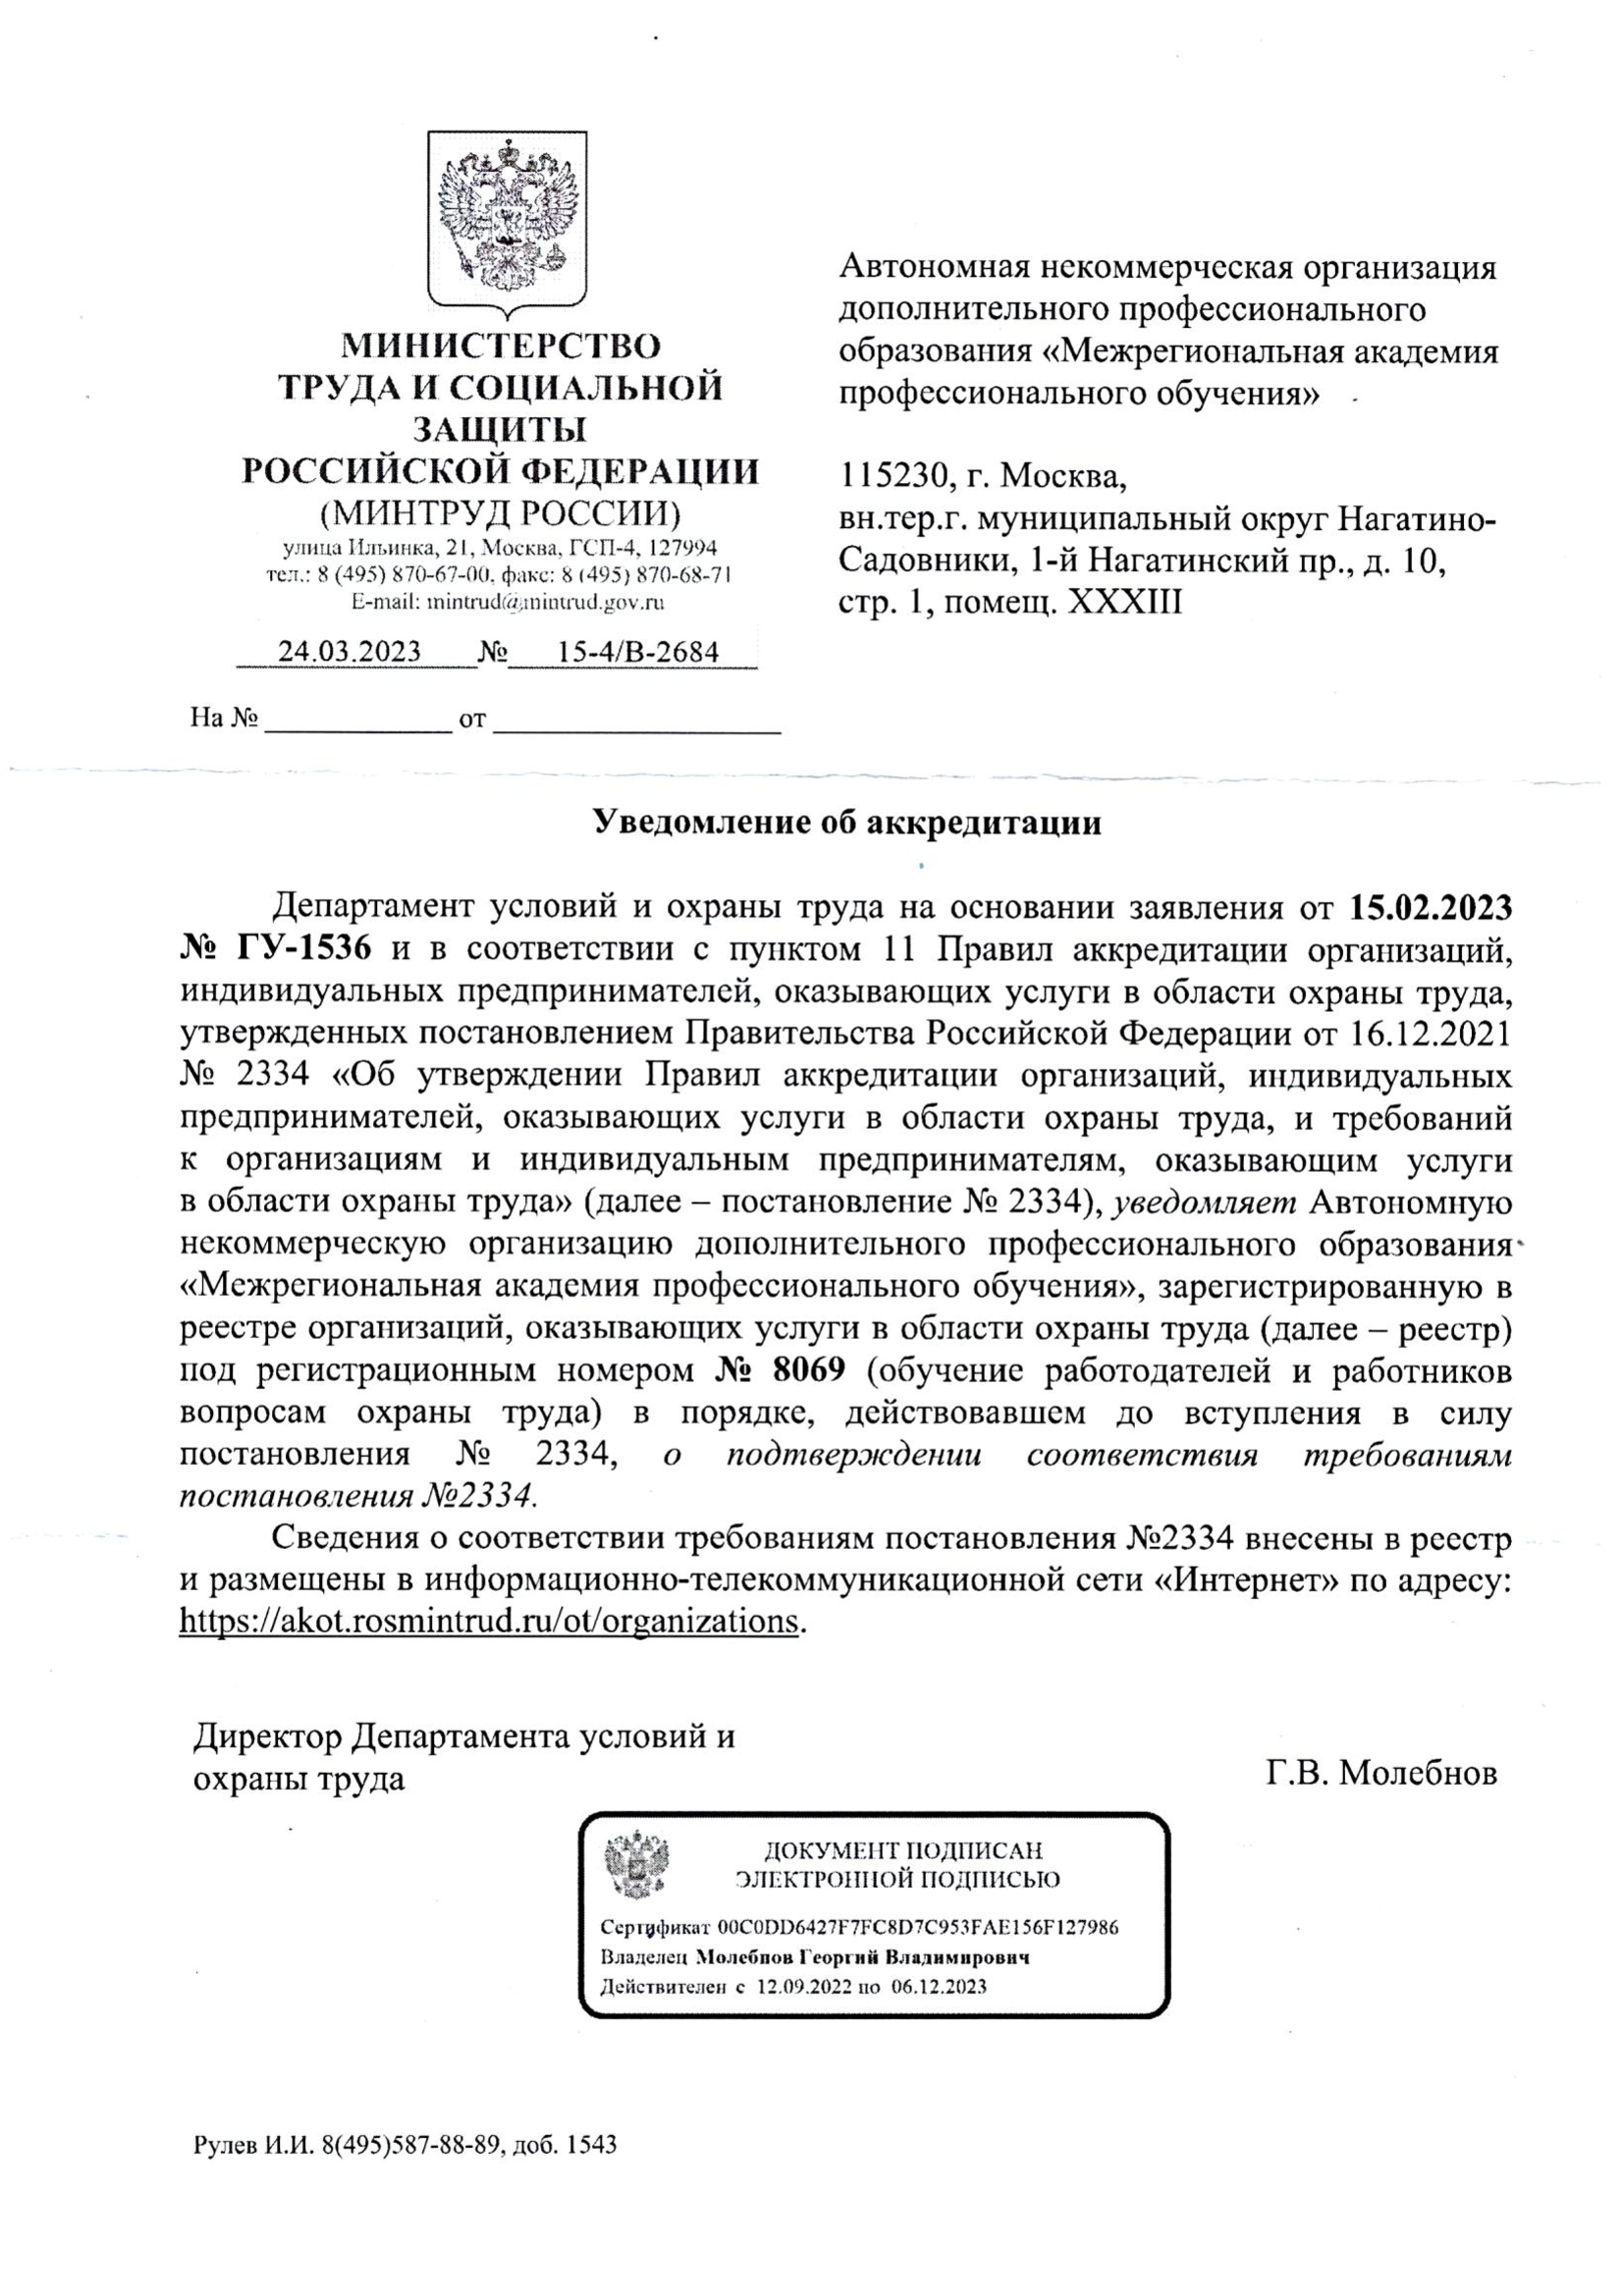 МИНИСТЕРСТВО
ТРУДА И СОЦИАЛЬНОЙ
ЗАЩИТЫ
РОССИЙСКОЙ ФЕДЕРАЦИИ
(МИНТРУД РОССИИ)
улица Ильинка, 21, Москва, ГСП-4, 127994
тел.: 8 (495) 870-67-00, факс: 8 (495) 870-68-71
E-mail: mintrud@mintrud.gov.ru
24.03.2023 № 15-4/В-2684
На № ____________ от ____________
Автономная некоммерческая организация
дополнительного профессионального
образования «Межрегиональная академия
профессионального обучения»
115230, г. Москва,
вн.тер.г. муниципальный округ Нагатино-
Садовники, 1-й Нагатинский пр., д. 10,
стр. 1, помещ. XXXIII
Уведомление об аккредитации
Департамент условий и охраны труда на основании заявления от 15.02.2023
№ ГУ-1536 и в соответствии с пунктом 11 Правил аккредитации организаций,
индивидуальных предпринимателей, оказывающих услуги в области охраны труда,
утвержденных постановлением Правительства Российской Федерации от 16.12.2021
№ 2334 «Об утверждении Правил аккредитации организаций, индивидуальных
предпринимателей, оказывающих услуги в области охраны труда, и требований
к организациям и индивидуальным предпринимателям, оказывающим услуги
в области охраны труда» (далее – постановление № 2334), уведомляет Автономную
некоммерческую организацию дополнительного профессионального образования
«Межрегиональная академия профессионального обучения», зарегистрированную в
реестре организаций, оказывающих услуги в области охраны труда (далее – реестр)
под регистрационным номером № 8069 (обучение работодателей и работников
вопросам охраны труда) в порядке, действовавшем до вступления в силу
постановления № 2334, о подтверждении соответствия требованиям
постановления №2334.
Сведения о соответствии требованиям постановления №2334 внесены в реестр
и размещены в информационно-телекоммуникационной сети «Интернет» по адресу:
https://akot.rosmintrud.ru/ot/organizations.
Директор Департамента условий и
охраны труда
Г.В. Молебнов
ДОКУМЕНТ ПОДПИСАН
ЭЛЕКТРОННОЙ ПОДПИСЬЮ
Сертификат 00C0DD6427F7FC8D7C953FAE156F127986
Владелец Молебнов Георгий Владимирович
Действителен с 12.09.2022 по 06.12.2023
Рулев И.И. 8(495)587-88-89, доб. 1543